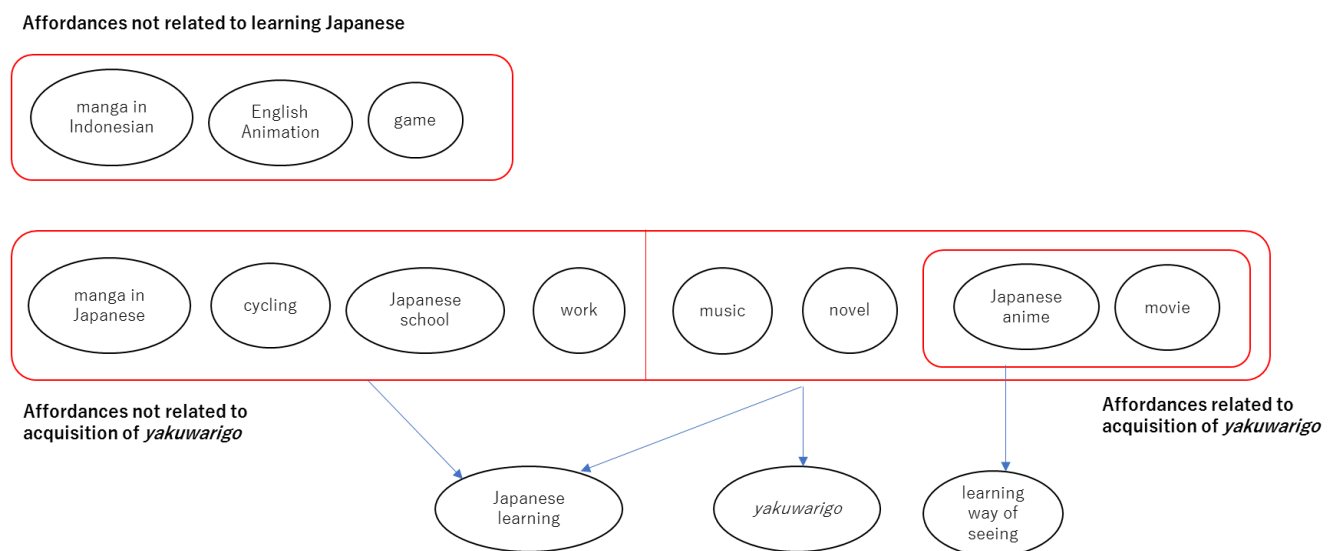 Affordances not related to learning Japanese
manga in
Indonesian
English
Animation
game
manga in
Japanese
cycling
Japanese
school
work
music
novel
Japanese
anime
movie
Affordances not related to
acquisition of yakuwarigo
Affordances related to
acquisition of yakuwarigo
Japanese
learning
yakuwarigo
learning
way of
seeing